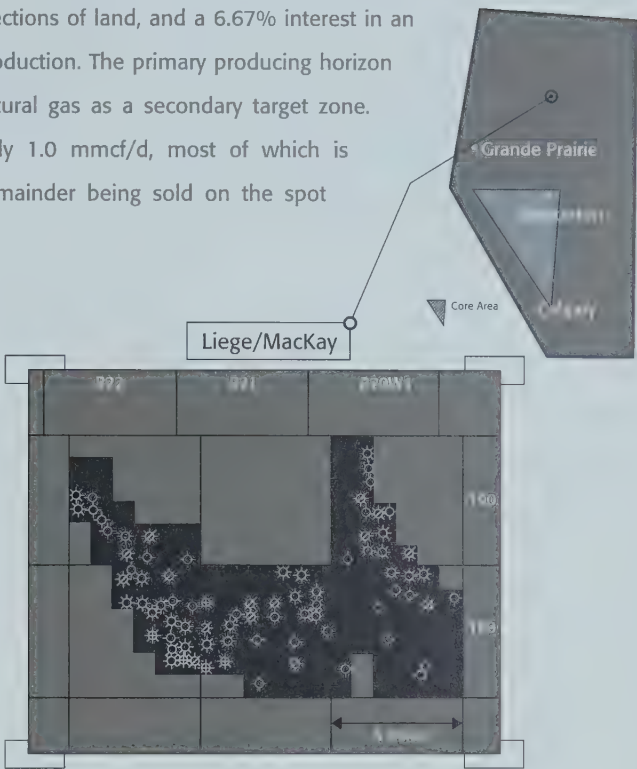 ections of land, and a 6.67% interest in an
oduction. The primary producing horizon
tural gas as a secondary target zone.
ly 1.0 mmcf/d, most of which is
mainder being sold on the spot
Grande Prairie
Calgary
Core Area
Liege/MacKay